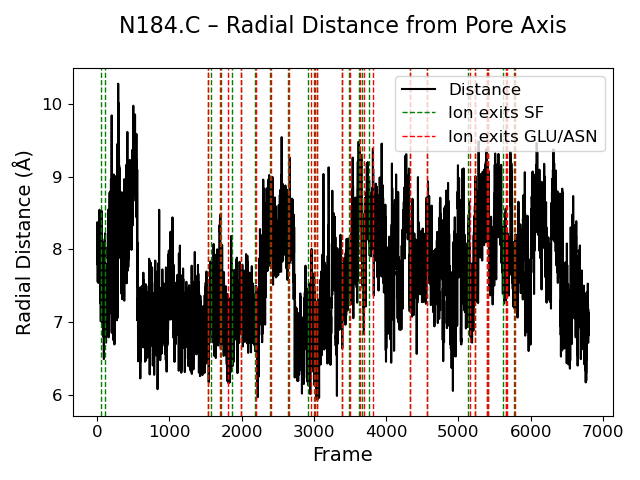 N184.C – Radial Distance from Pore Axis
Radial Distance (Å)
10
9
8
7
6
Distance
Ion exits SF
Ion exits GLU/ASN
0 1000 2000 3000 4000 5000 6000 7000
Frame